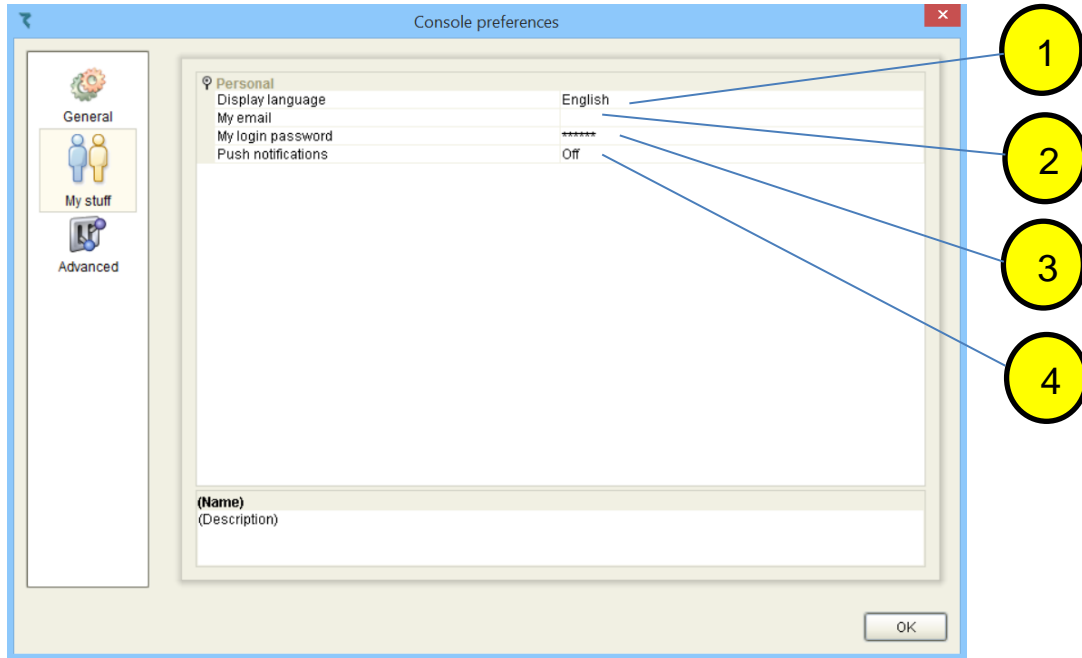 Console preferences
General
My stuff
Advanced
Personal
Display language English
My email
My login password ******
Push notifications Off
(Name)
(Description)
OK
1
2
3
4